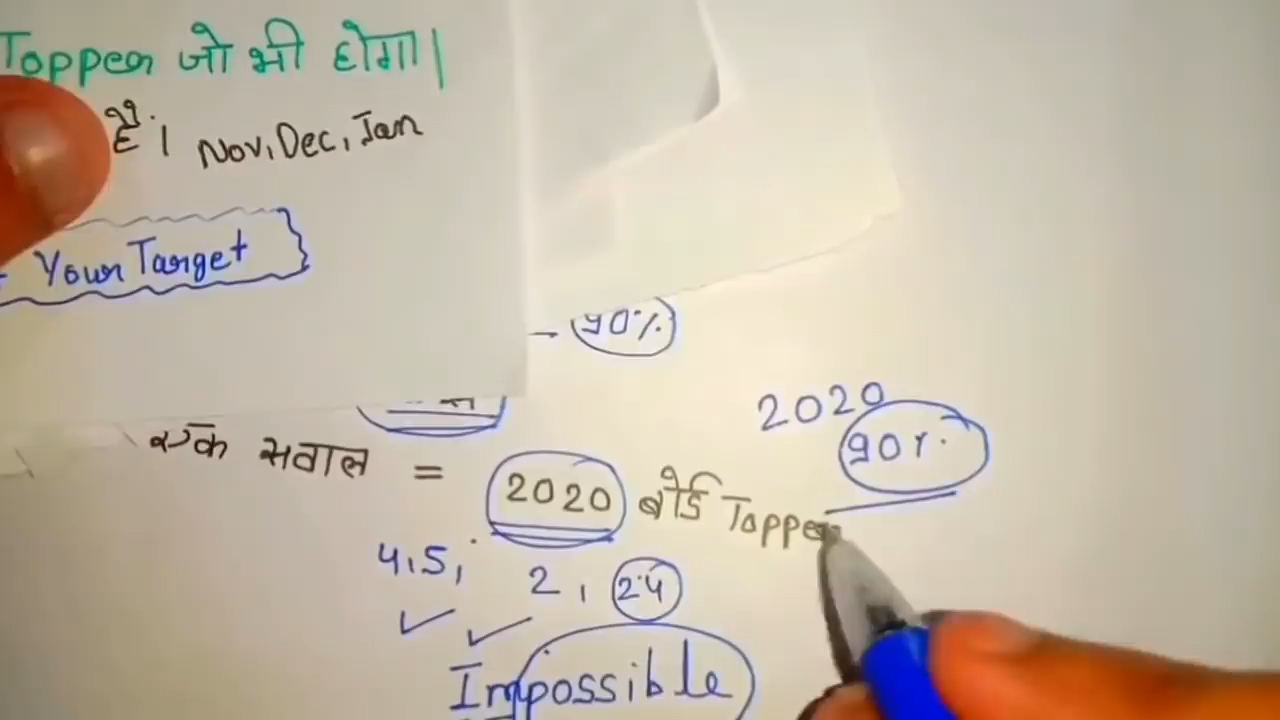 Topper जो भी होगा।
हैं। Nov, Dec, Jan
Your Target
- 90%
2020
90%
एक सवाल = 2020 बोर्ड Topper
4,5, 2, 24
Impossible